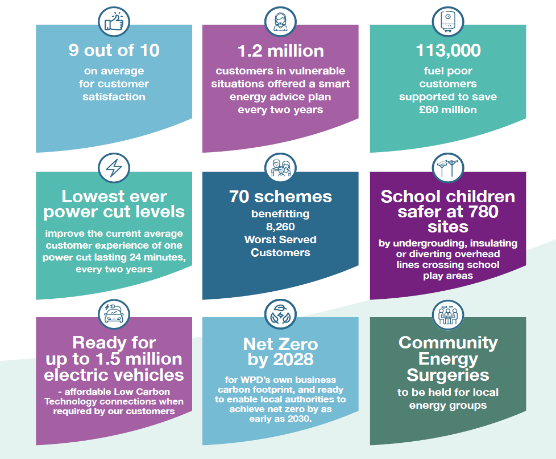 9 out of 10
on average
for customer
satisfaction
1.2 million
customers in vulnerable
situations offered a smart
energy advice plan
every two years
113,000
fuel poor
customers
supported to save
£60 million
Lowest ever
power cut levels
improve the current average
customer experience of one
power cut lasting 24 minutes,
every two years
70 schemes
benefitting
8,260
Worst Served
Customers
School children
safer at 780
sites
by undergrouding, insulating
or diverting overhead
lines crossing school
play areas
Ready for
up to 1.5 million
electric vehicles
- affordable Low Carbon
Technology connections when
required by our customers
Net Zero
by 2028
for WPD's own business
carbon footprint, and ready
to enable local authorities to
achieve net zero by as
early as 2030.
Community
Energy
Surgeries
to be held for local
energy groups